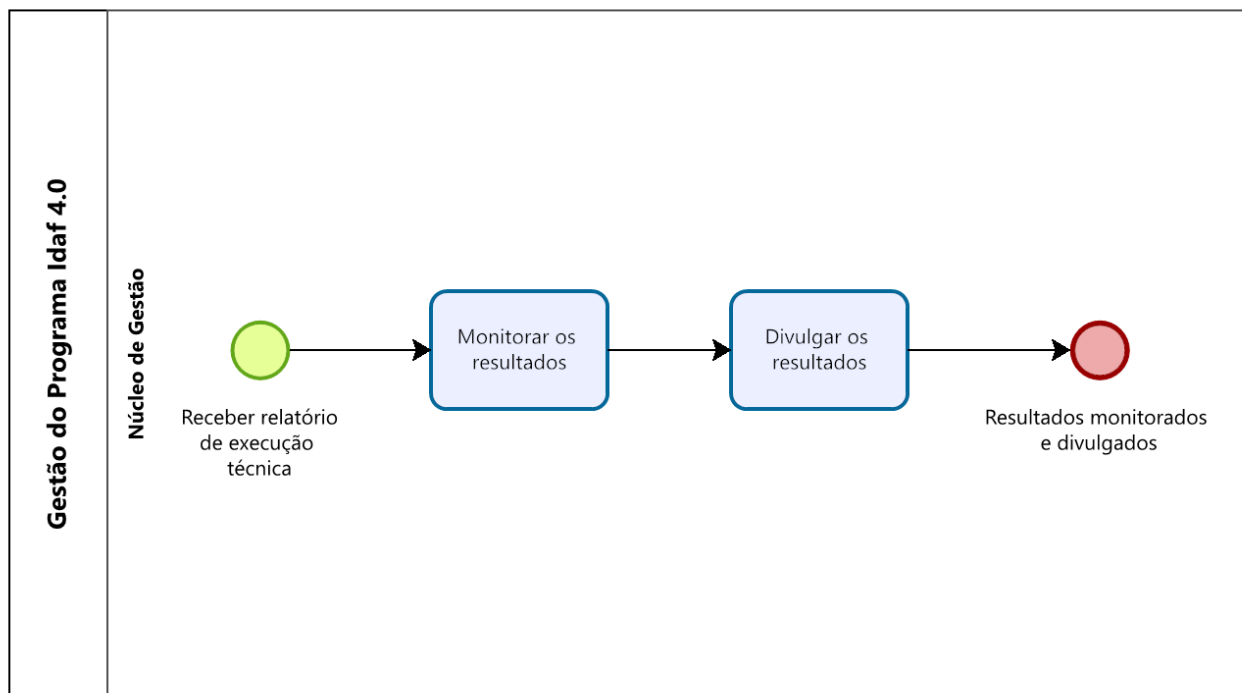 Gestão do Programa Idaf 4.0
Núcleo de Gestão
Receber relatório
de execução
técnica
Monitorar os
resultados
Divulgar os
resultados
Resultados monitorados
e divulgados